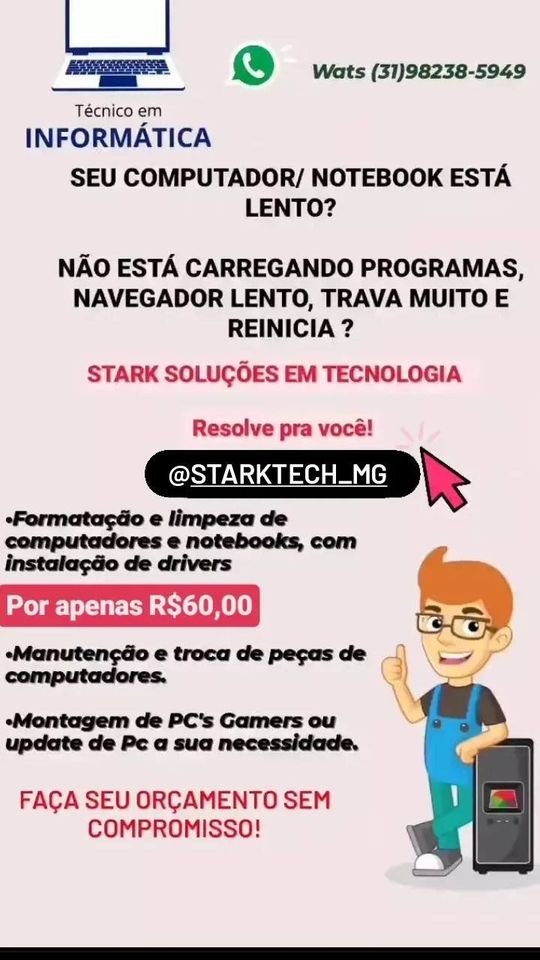 Técnico em
INFORMÁTICA
Wats (31)98238-5949
SEU COMPUTADOR/ NOTEBOOK ESTÁ
LENTO?
NÃO ESTÁ CARREGANDO PROGRAMAS,
NAVEGADOR LENTO, TRAVA MUITO E
REINICIA ?
STARK SOLUÇÕES EM TECNOLOGIA
Resolve pra você!
@STARKTECH_MG
•Formatação e limpeza de
computadores e notebooks, com
instalação de drivers
Por apenas R$60,00
•Manutenção e troca de peças de
computadores.
•Montagem de PC's Gamers ou
update de Pc a sua necessidade.
FAÇA SEU ORÇAMENTO SEM
COMPROMISSO!